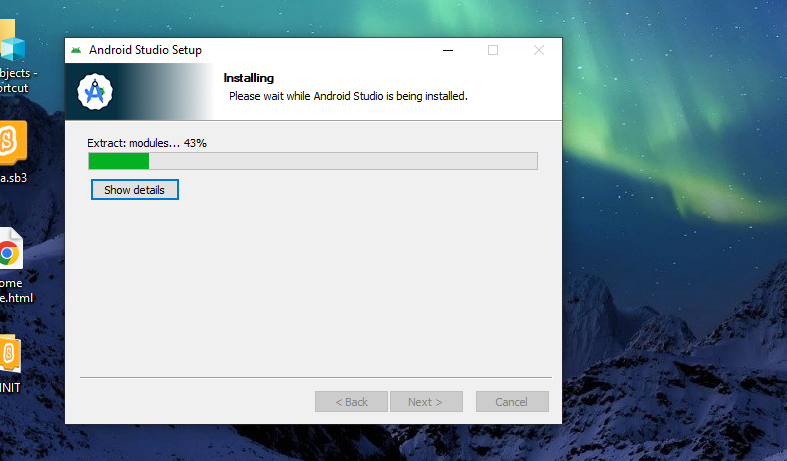 Android Studio Setup
Installing
Please wait while Android Studio is being installed.
Extract: modules... 43%
Show details
< Back
Next >
Cancel
bjects -
rtcut
a.sb3
ome
e.html
INIT